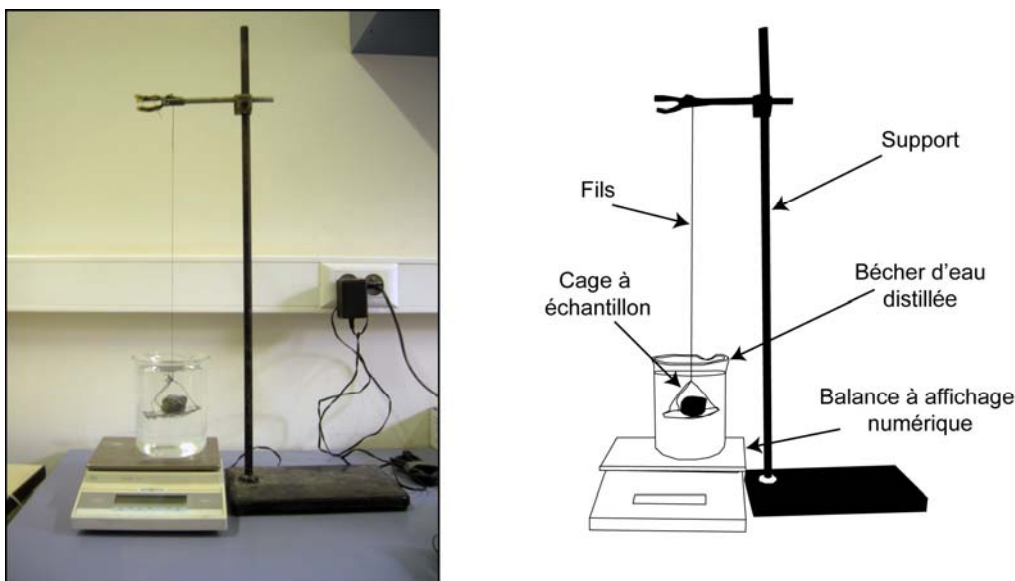 Support
Fils
Cage à
échantillon
Bécher d'eau
distillée
Balance à affichage
numérique